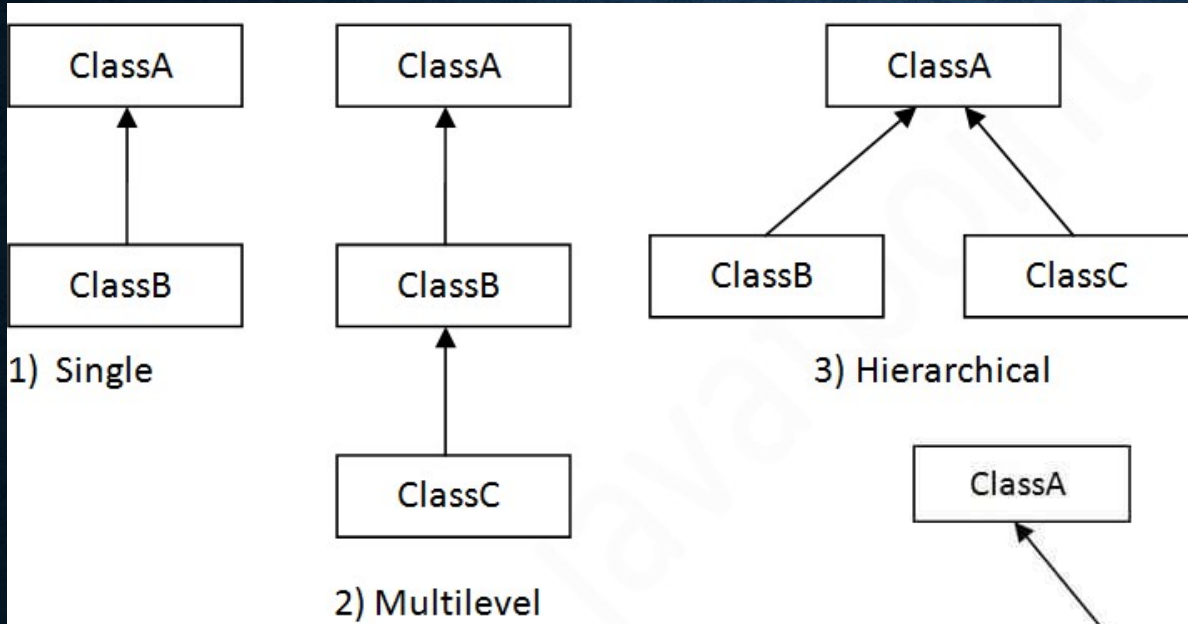 ClassA
ClassB
1) Single
ClassA
ClassB
ClassC
2) Multilevel
ClassA
ClassB
ClassC
3) Hierarchical
ClassA